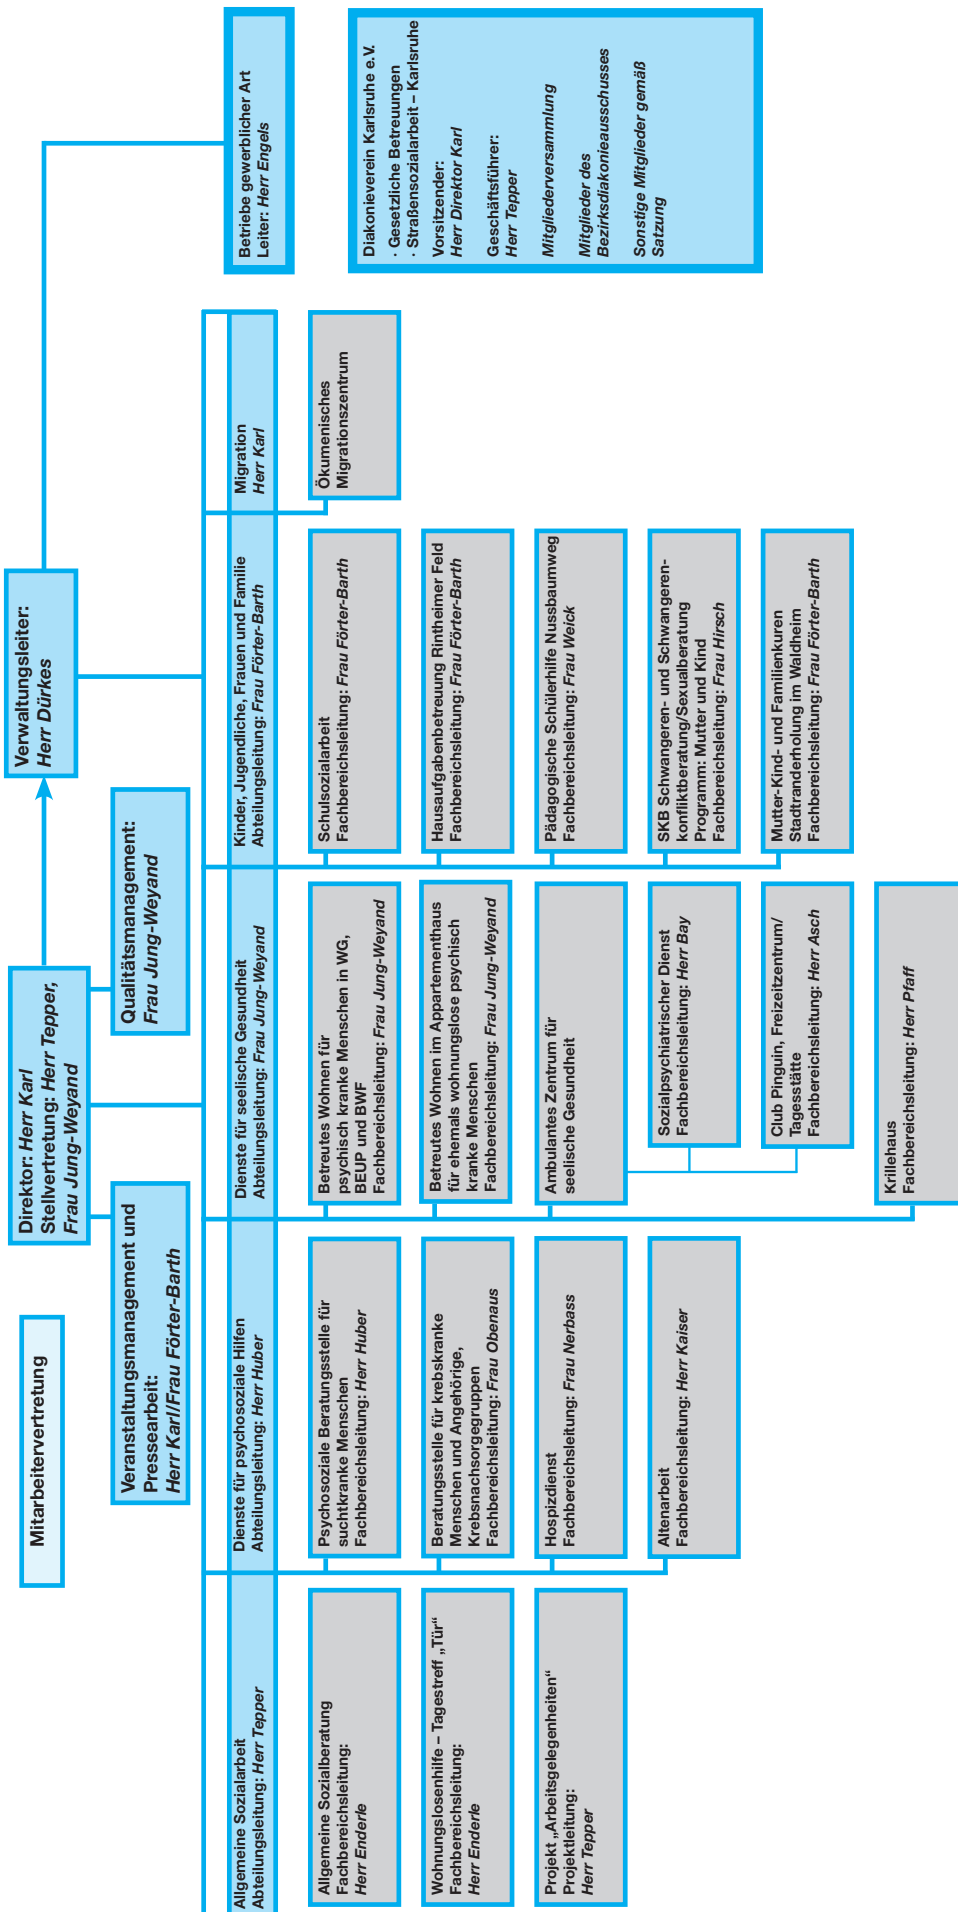 Mitarbeitervertretung
Direktor: Herr Karl
Stellvertretung: Herr Tepper,
Frau Jung-Weyand
Verwaltungsleiter:
Herr Dürkes
Veranstaltungsmanagement und
Pressearbeit:
Herr Karl/Frau Förter-Barth
Qualitätsmanagement:
Frau Jung-Weyand
Betriebe gewerblicher Art
Leiter: Herr Engels
Allgemeine Sozialarbeit
Abteilungsleitung: Herr Tepper
Allgemeine Sozialberatung
Fachbereichsleitung:
Herr Enderle
Wohnungslosenhilfe – Tagestreff „Tür“
Fachbereichsleitung:
Herr Enderle
Projekt „Arbeitsgelegenheiten“
Projektleitung:
Herr Tepper
Dienste für psychosoziale Hilfen
Abteilungsleitung: Herr Huber
Psychosoziale Beratungsstelle für
suchtkranke Menschen
Fachbereichsleitung: Herr Huber
Beratungsstelle für krebskranke
Menschen und Angehörige,
Krebsnachsorgegruppen
Fachbereichsleitung: Frau Obenaus
Hospizdienst
Fachbereichsleitung: Frau Nerbass
Altenarbeit
Fachbereichsleitung: Herr Kaiser
Dienste für seelische Gesundheit
Abteilungsleitung: Frau Jung-Weyand
Betreutes Wohnen für
psychisch kranke Menschen in WG,
BEUP und BWF
Fachbereichsleitung: Frau Jung-Weyand
Betreutes Wohnen im Appartementhaus
für ehemals wohnungslose psychisch
kranke Menschen
Fachbereichsleitung: Frau Jung-Weyand
Ambulantes Zentrum für
seelische Gesundheit
Sozialpsychiatrischer Dienst
Fachbereichsleitung: Herr Bay
Club Pinguin, Freizeitzentrum/
Tagesstätte
Fachbereichsleitung: Herr Asch
Krillehaus
Fachbereichsleitung: Herr Pfaff
Kinder, Jugendliche, Frauen und Familie
Abteilungsleitung: Frau Förter-Barth
Schulsozialarbeit
Fachbereichsleitung: Frau Förter-Barth
Hausaufgabenbetreuung Rintheimer Feld
Fachbereichsleitung: Frau Förter-Barth
Pädagogische Schülerhilfe Nussbaumweg
Fachbereichsleitung: Frau Weick
SKB Schwangeren- und Schwangeren-
konfliktberatung/Sexualberatung
Programm: Mutter und Kind
Fachbereichsleitung: Frau Hirsch
Mutter-Kind- und Familienkuren
Stadtranderholung im Waldheim
Fachbereichsleitung: Frau Förter-Barth
Migration
Herr Karl
Ökumenisches
Migrationszentrum
Diakonieverein Karlsruhe e.V.
· Gesetzliche Betreuungen
· Straßensozialarbeit – Karlsruhe
Vorsitzender:
Herr Direktor Karl
Geschäftsführer:
Herr Tepper
Mitgliederversammlung
Mitglieder des
Bezirksdiakonieausschusses
Sonstige Mitglieder gemäß
Satzung